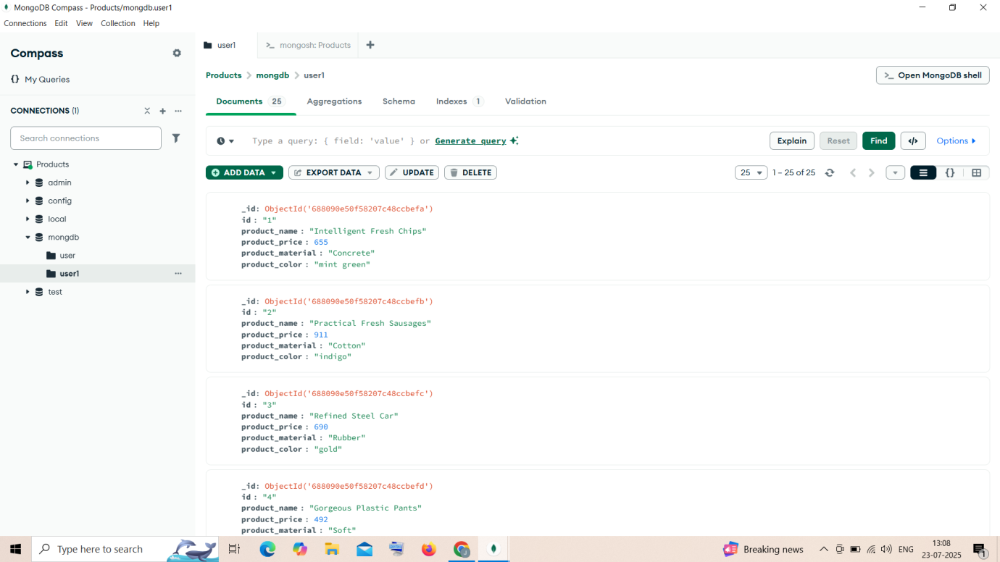 MongoDB Compass - Products/mongdb.user1
Connections Edit View Collection Help
Compass
{} My Queries
CONNECTIONS (1)
Search connections
Products
admin
config
local
mongdb
user
user1
test
user1
>_ mongosh: Products
Products > mongdb > user1
>_ Open MongoDB shell
Documents 25 Aggregations Schema Indexes 1 Validation
Type a query: { field: 'value' } or Generate query
Explain Reset Find </> Options
ADD DATA EXPORT DATA UPDATE DELETE
25 1 – 25 of 25 {}
_id: ObjectId('688090e50f58207c48ccbefa')
id : "1"
product_name : "Intelligent Fresh Chips"
product_price : 655
product_material : "Concrete"
product_color : "mint green"
_id: ObjectId('688090e50f58207c48ccbefb')
id : "2"
product_name : "Practical Fresh Sausages"
product_price : 911
product_material : "Cotton"
product_color : "indigo"
_id: ObjectId('688090e50f58207c48ccbefc')
id : "3"
product_name : "Refined Steel Car"
product_price : 690
product_material : "Rubber"
product_color : "gold"
_id: ObjectId('688090e50f58207c48ccbefd')
id : "4"
product_name : "Gorgeous Plastic Pants"
product_price : 492
product_material : "Soft"
Type here to search
Breaking news
ENG
13:08
23-07-2025
1